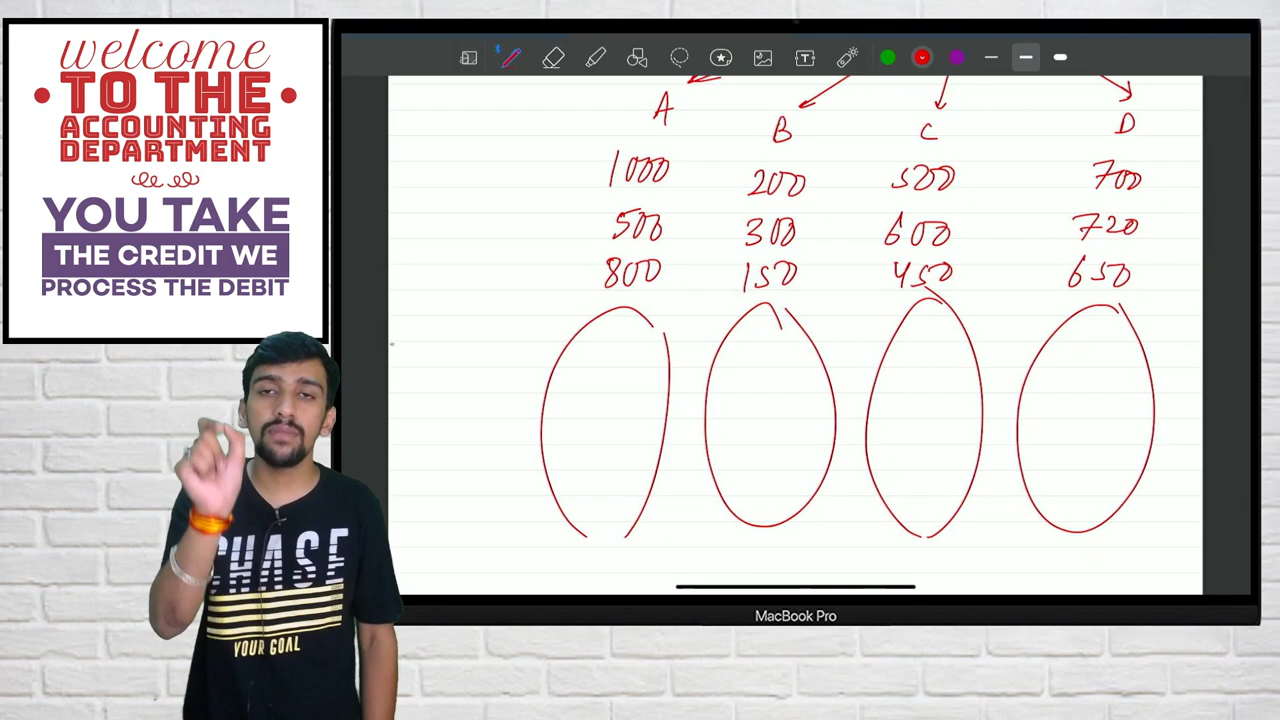 welcome
TO THE
ACCOUNTING
DEPARTMENT
YOU TAKE
THE CREDIT WE
PROCESS THE DEBIT
A B C D
1000 200 500 700
500 300 600 720
800 150 450 650
CHASE
YOUR GOAL
MacBook Pro